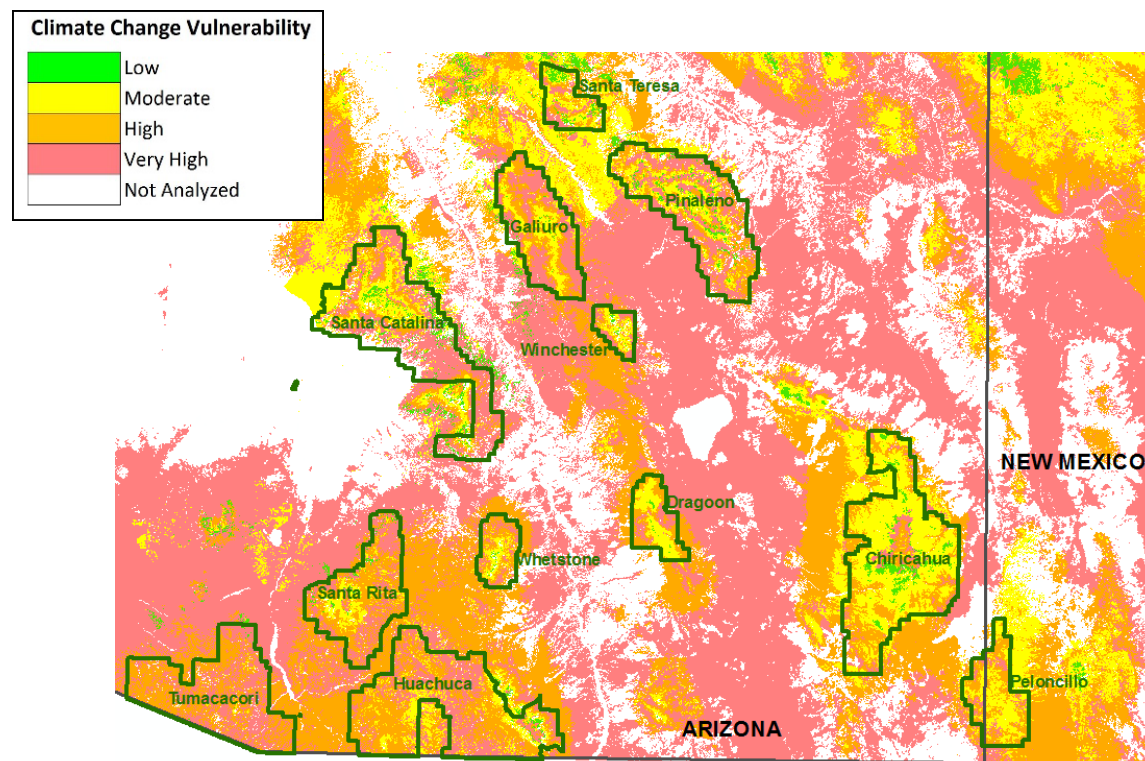 Climate Change Vulnerability
Low
Moderate
High
Very High
Not Analyzed
Santa Teresa
Pinaleno
Galiuro
Santa Catalina
Winchester
NEW MEXICO
Dragoon
Whetstone
Chiricahua
Santa Rita
Tumacacori
Huachuca
Peloncillo
ARIZONA